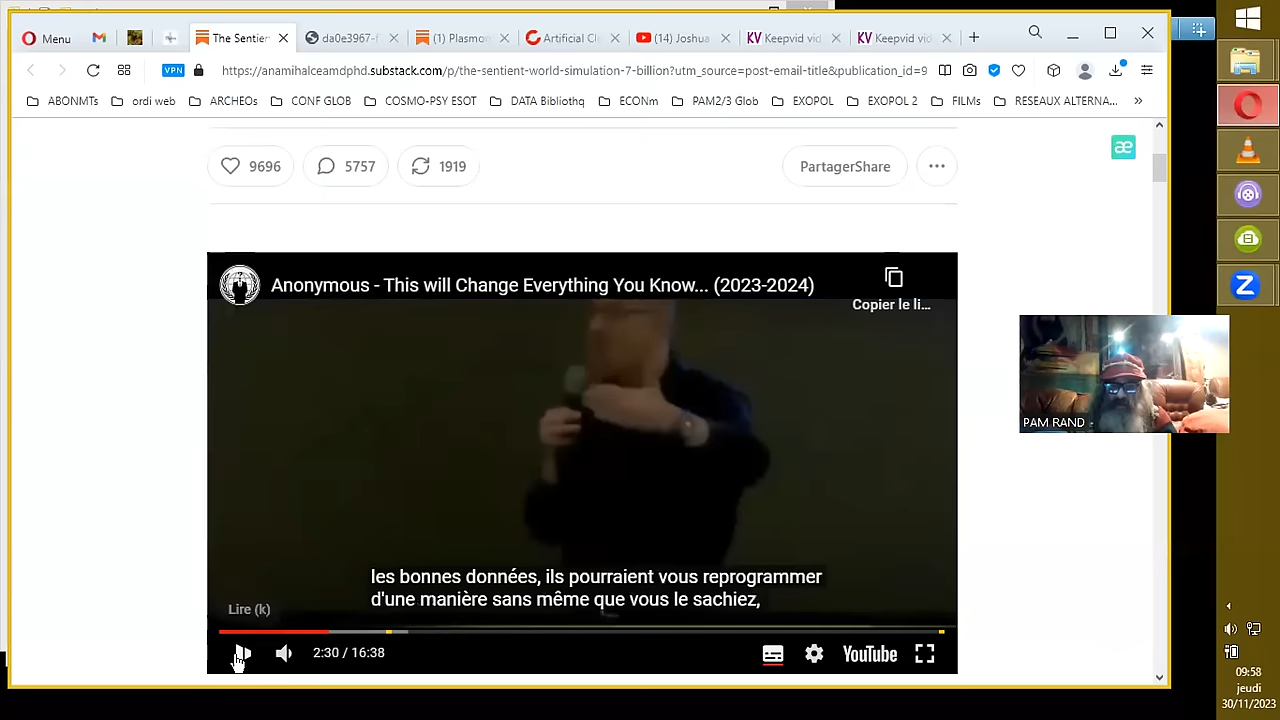 Menu
The Sentien
da0e3967-
(1) Plasmo
Artificial C
(14) Joshua
KV
Keepvid vid
KV
Keepvid vid
VPN
https://anamihalceamdphd.substack.com/p/the-sentient-world-simulation-7-billion?utm_source=post-email-title&publication_id=9
ABONMTs
ordi web
ARCHEOs
CONF GLOB
COSMO-PSY ESOT
DATA Bibliothq
ECONm
PAM2/3 Glob
EXOPOL
EXOPOL 2
FILMs
RESEAUX ALTERNA...
»
æ
9696
5757
1919
PartagerShare
Anonymous - This will Change Everything You Know... (2023-2024)
Copier le li...
PAM RAND
les bonnes données, ils pourraient vous reprogrammer
d'une manière sans même que vous le sachiez,
Lire (k)
2:30 / 16:38
YouTube
Z
09:58
jeudi
30/11/2023